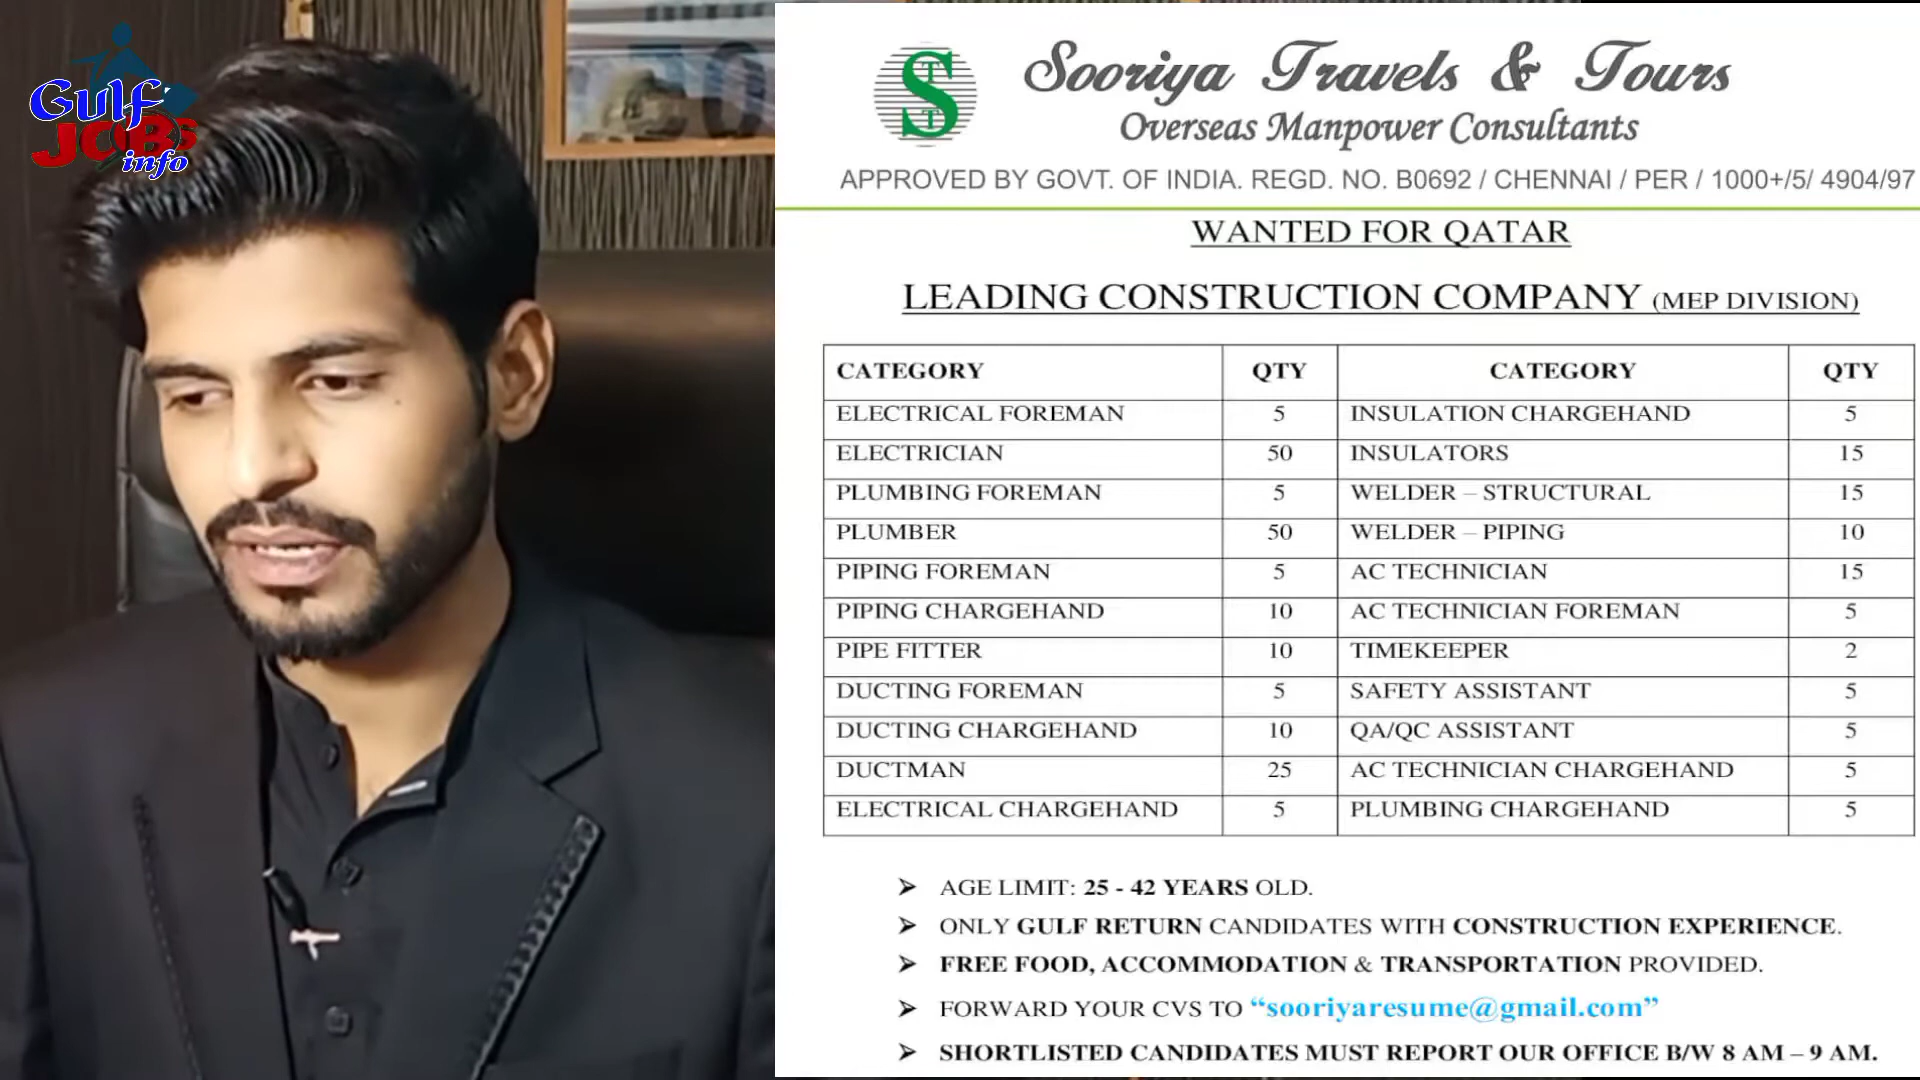 Gulf
JOBS
info
S
T T
T
Sooriya Travels & Tours
Overseas Manpower Consultants
APPROVED BY GOVT. OF INDIA. REGD. NO. B0692 / CHENNAI / PER / 1000+/5/ 4904/97
WANTED FOR QATAR
LEADING CONSTRUCTION COMPANY (MEP DIVISION)
CATEGORY QTY CATEGORY QTY
ELECTRICAL FOREMAN 5 INSULATION CHARGEHAND 5
ELECTRICIAN 50 INSULATORS 15
PLUMBING FOREMAN 5 WELDER – STRUCTURAL 15
PLUMBER 50 WELDER – PIPING 10
PIPING FOREMAN 5 AC TECHNICIAN 15
PIPING CHARGEHAND 10 AC TECHNICIAN FOREMAN 5
PIPE FITTER 10 TIMEKEEPER 2
DUCTING FOREMAN 5 SAFETY ASSISTANT 5
DUCTING CHARGEHAND 10 QA/QC ASSISTANT 5
DUCTMAN 25 AC TECHNICIAN CHARGEHAND 5
ELECTRICAL CHARGEHAND 5 PLUMBING CHARGEHAND 5
➢ AGE LIMIT: 25 - 42 YEARS OLD.
➢ ONLY GULF RETURN CANDIDATES WITH CONSTRUCTION EXPERIENCE.
➢ FREE FOOD, ACCOMMODATION & TRANSPORTATION PROVIDED.
➢ FORWARD YOUR CVS TO “sooriyaresume@gmail.com”
➢ SHORTLISTED CANDIDATES MUST REPORT OUR OFFICE B/W 8 AM – 9 AM.